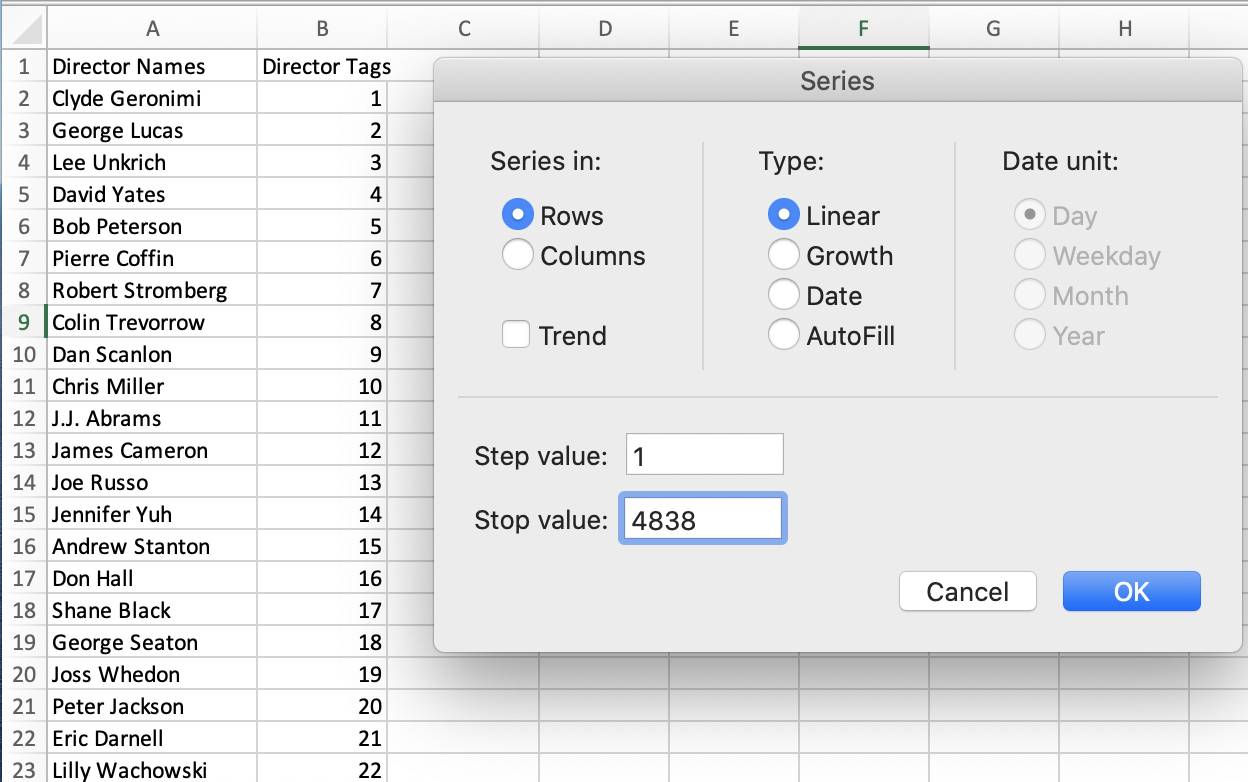 A B C D E F G H
1 Director Names Director Tags
2 Clyde Geronimi 1
3 George Lucas 2
4 Lee Unkrich 3
5 David Yates 4
6 Bob Peterson 5
7 Pierre Coffin 6
8 Robert Stromberg 7
9 Colin Trevorrow 8
10 Dan Scanlon 9
11 Chris Miller 10
12 J.J. Abrams 11
13 James Cameron 12
14 Joe Russo 13
15 Jennifer Yuh 14
16 Andrew Stanton 15
17 Don Hall 16
18 Shane Black 17
19 George Seaton 18
20 Joss Whedon 19
21 Peter Jackson 20
22 Eric Darnell 21
23 Lilly Wachowski 22
Series
Series in: Type: Date unit:
Rows Linear Day
Columns Growth Weekday
Date Month
Trend AutoFill Year
Step value: 1
Stop value: 4838
Cancel OK